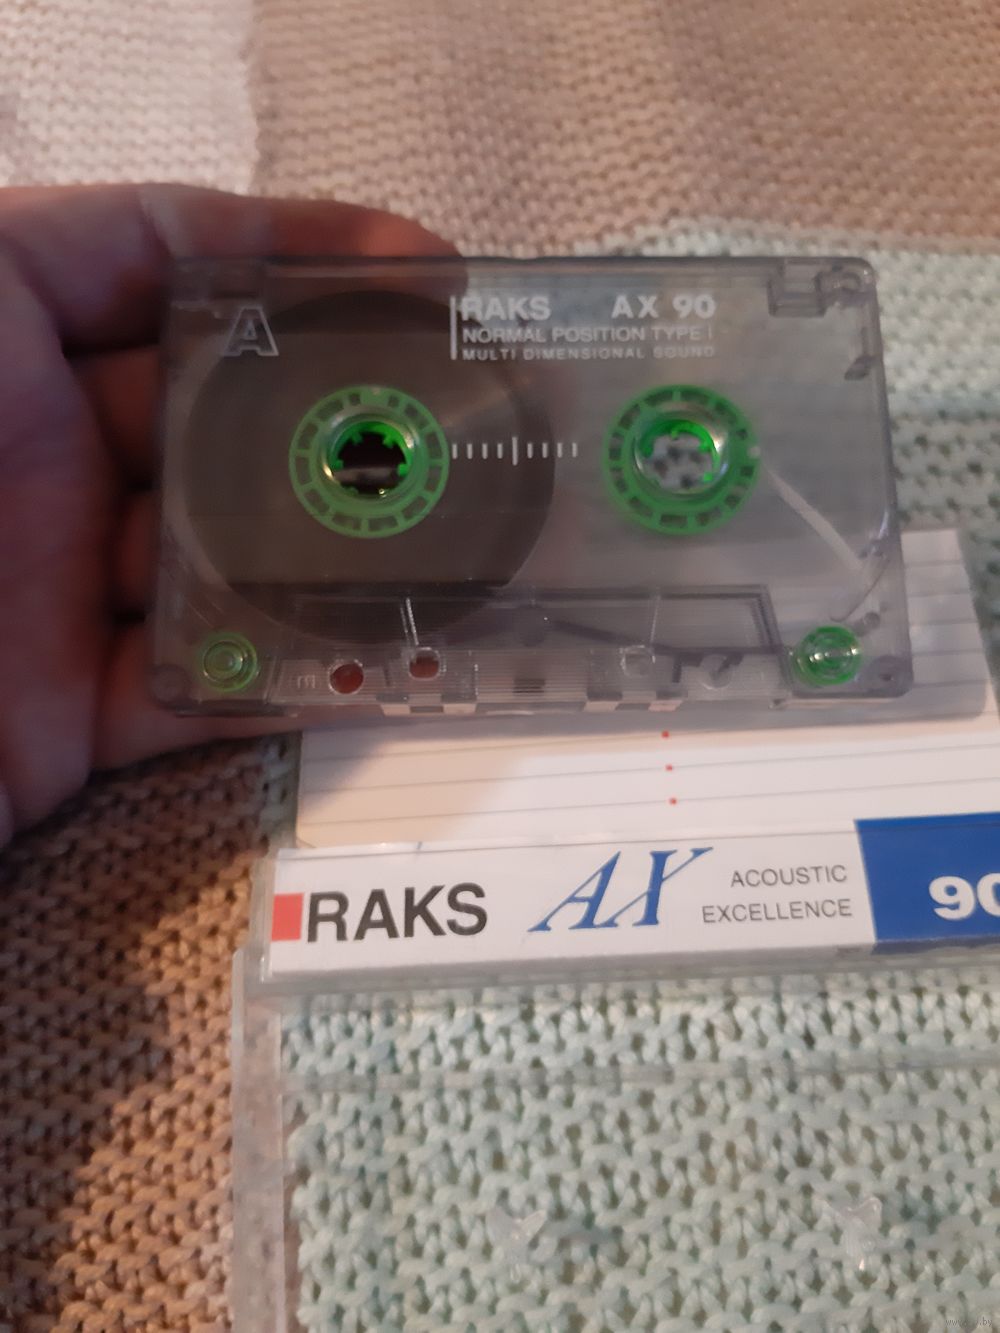 A
RAKS AX 90
NORMAL POSITION TYPE I
MULTI DIMENSIONAL SOUND
RAKS AX ACOUSTIC
EXCELLENCE
90